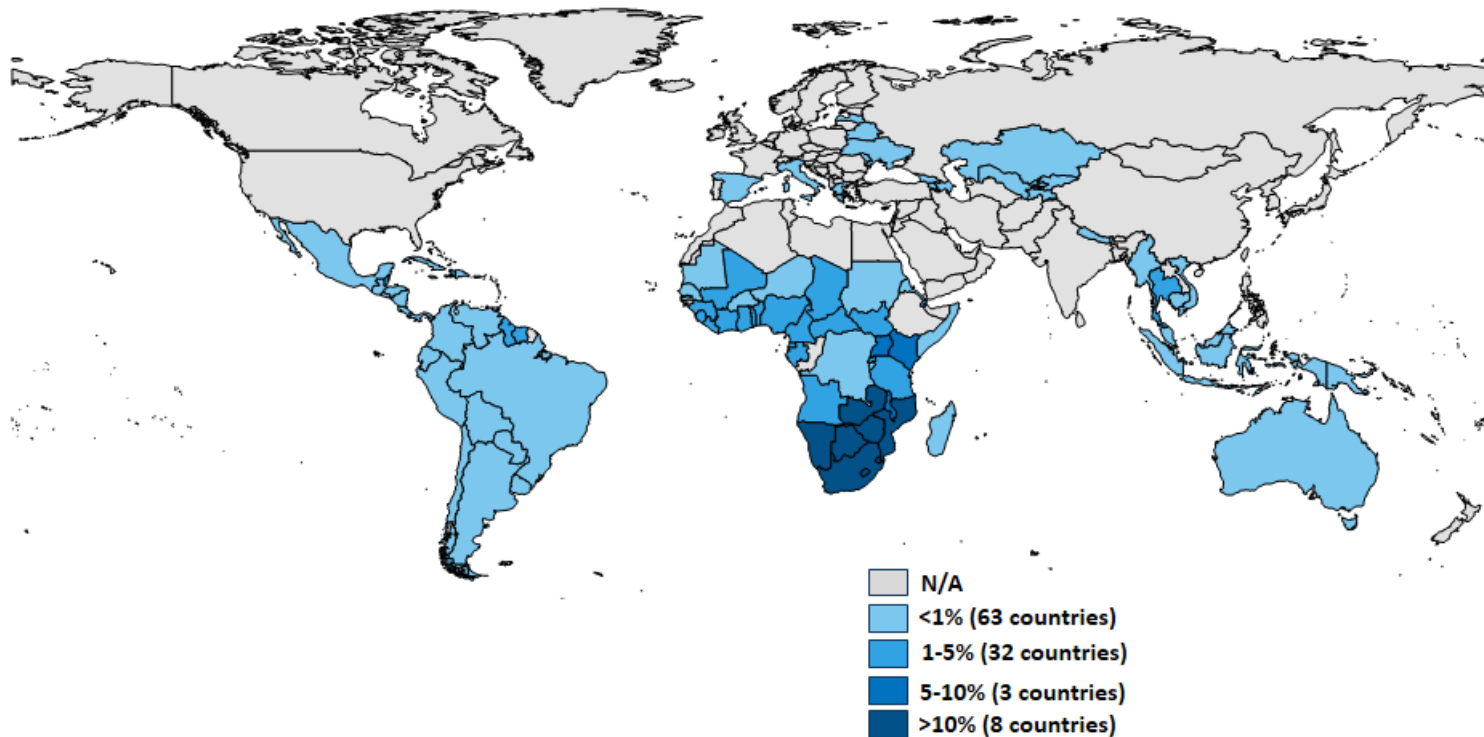 N/A
<1% (63 countries)
1-5% (32 countries)
5-10% (3 countries)
>10% (8 countries)